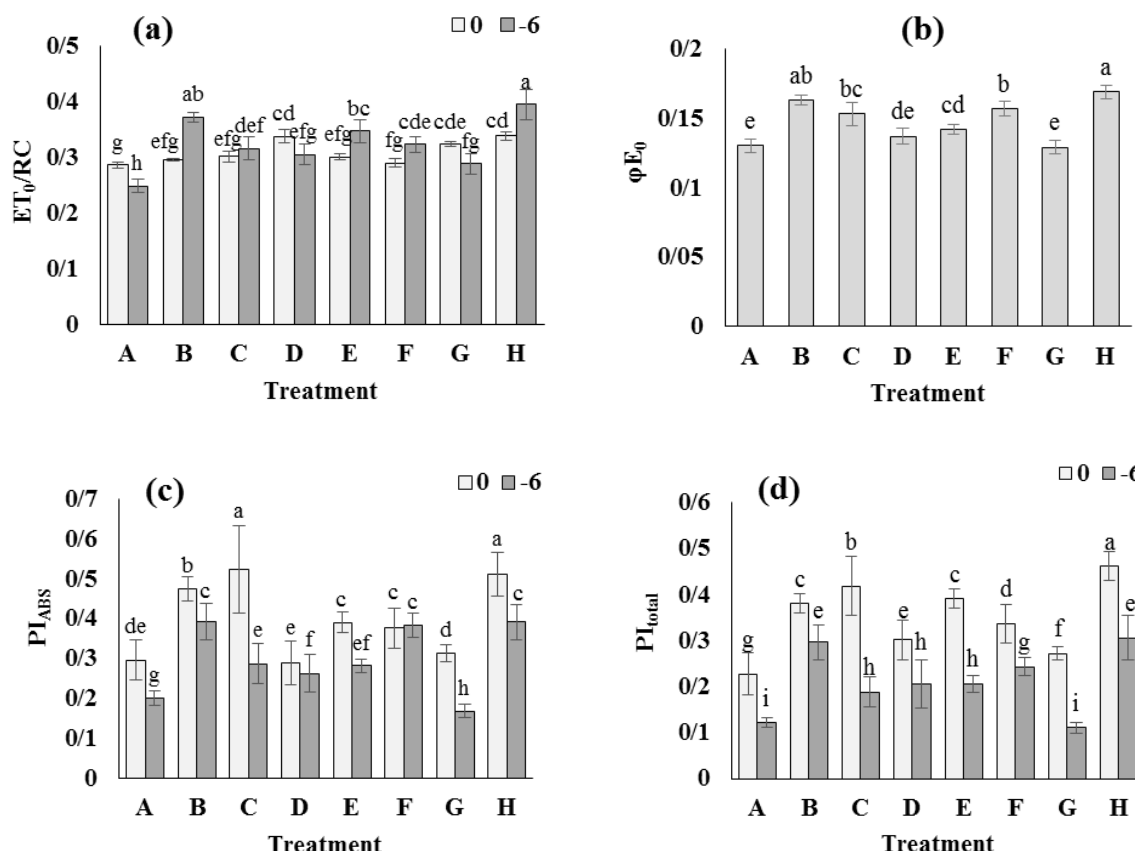 (a)
0 -6
0/5
0/4
0/3
0/2
0/1
0
ET₀/RC
g h efg ab efg def cd efg efg bc fg cde cde fg cd a
A B C D E F G H
Treatment
(b)
0/2
0/15
0/1
0/05
0
φE₀
e ab bc de cd b e a
A B C D E F G H
Treatment
(c)
0 -6
0/7
0/6
0/5
0/4
0/3
0/2
0/1
0
PI_ABS
de g b c a e e f c ef c c d h a c
A B C D E F G H
Treatment
(d)
0 -6
0/6
0/5
0/4
0/3
0/2
0/1
0
PI_total
g i c e b h e h c h d g f i a e
A B C D E F G H
Treatment